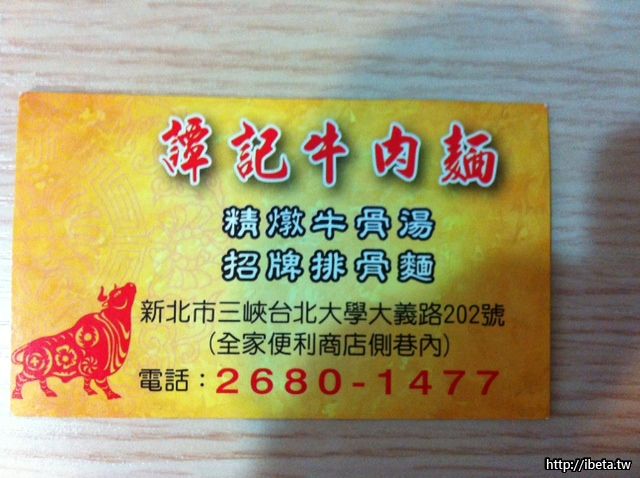 譚記牛肉麵
精燉牛骨湯
招牌排骨麵
新北市三峽台北大學大義路202號
(全家便利商店側巷內)
電話：2680-1477
http://ibeta.tw